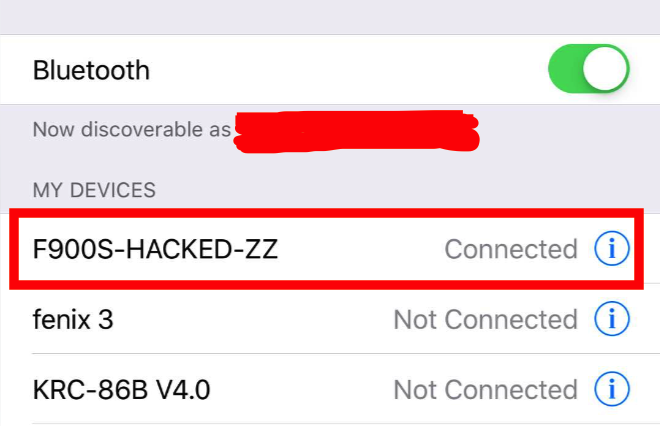 Bluetooth
Now discoverable as
MY DEVICES
F900S-HACKED-ZZ Connected i
fenix 3 Not Connected i
KRC-86B V4.0 Not Connected i